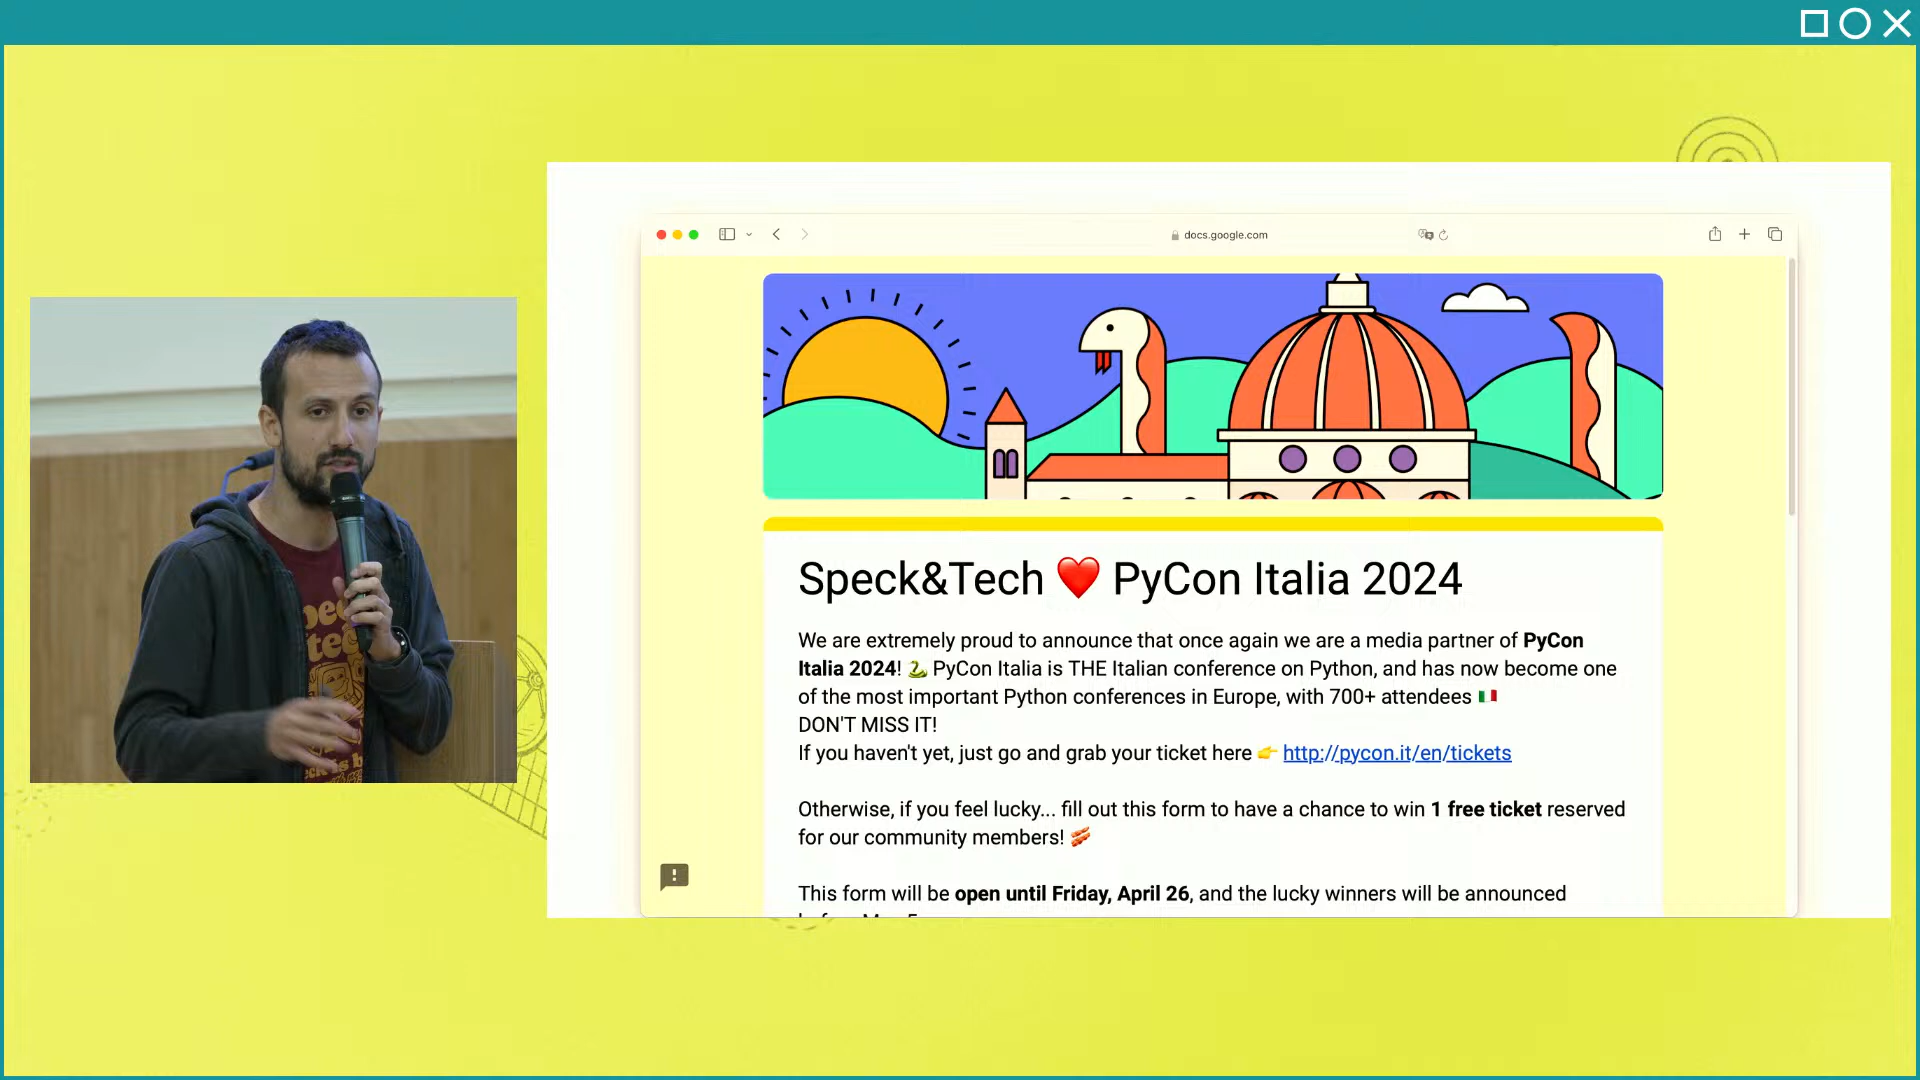 docs.google.com
Speck&Tech ❤️ PyCon Italia 2024
We are extremely proud to announce that once again we are a media partner of PyCon
Italia 2024! 🐍 PyCon Italia is THE Italian conference on Python, and has now become one
of the most important Python conferences in Europe, with 700+ attendees 🇮🇹
DON'T MISS IT!
If you haven't yet, just go and grab your ticket here 👉 http://pycon.it/en/tickets
Otherwise, if you feel lucky... fill out this form to have a chance to win 1 free ticket reserved
for our community members! 🥓
This form will be open until Friday, April 26, and the lucky winners will be announced